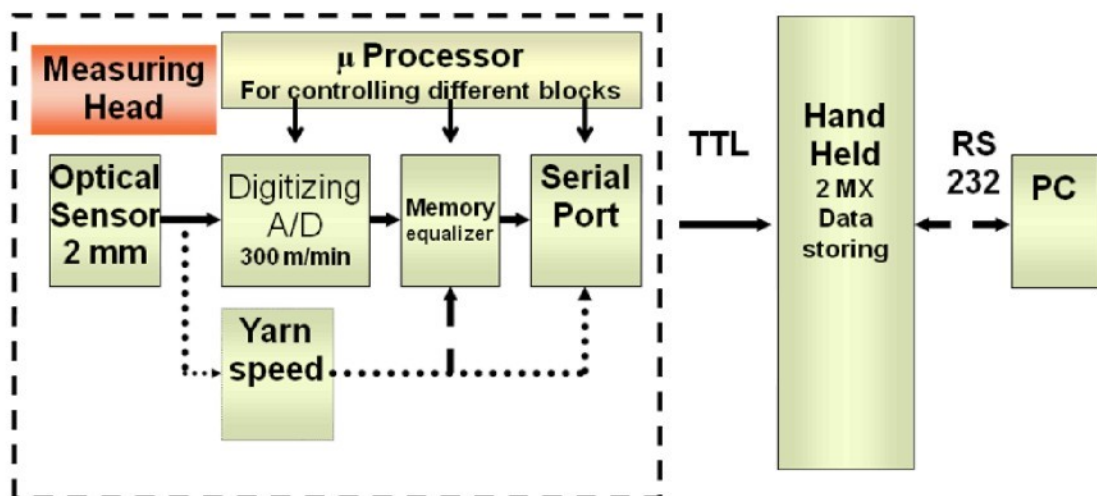 Measuring
Head
μ Processor
For controlling different blocks
Optical
Sensor
2 mm
Digitizing
A/D
300 m/min
Memory
equalizer
Serial
Port
Yarn
speed
TTL
Hand
Held
2 MX
Data
storing
RS
232
PC